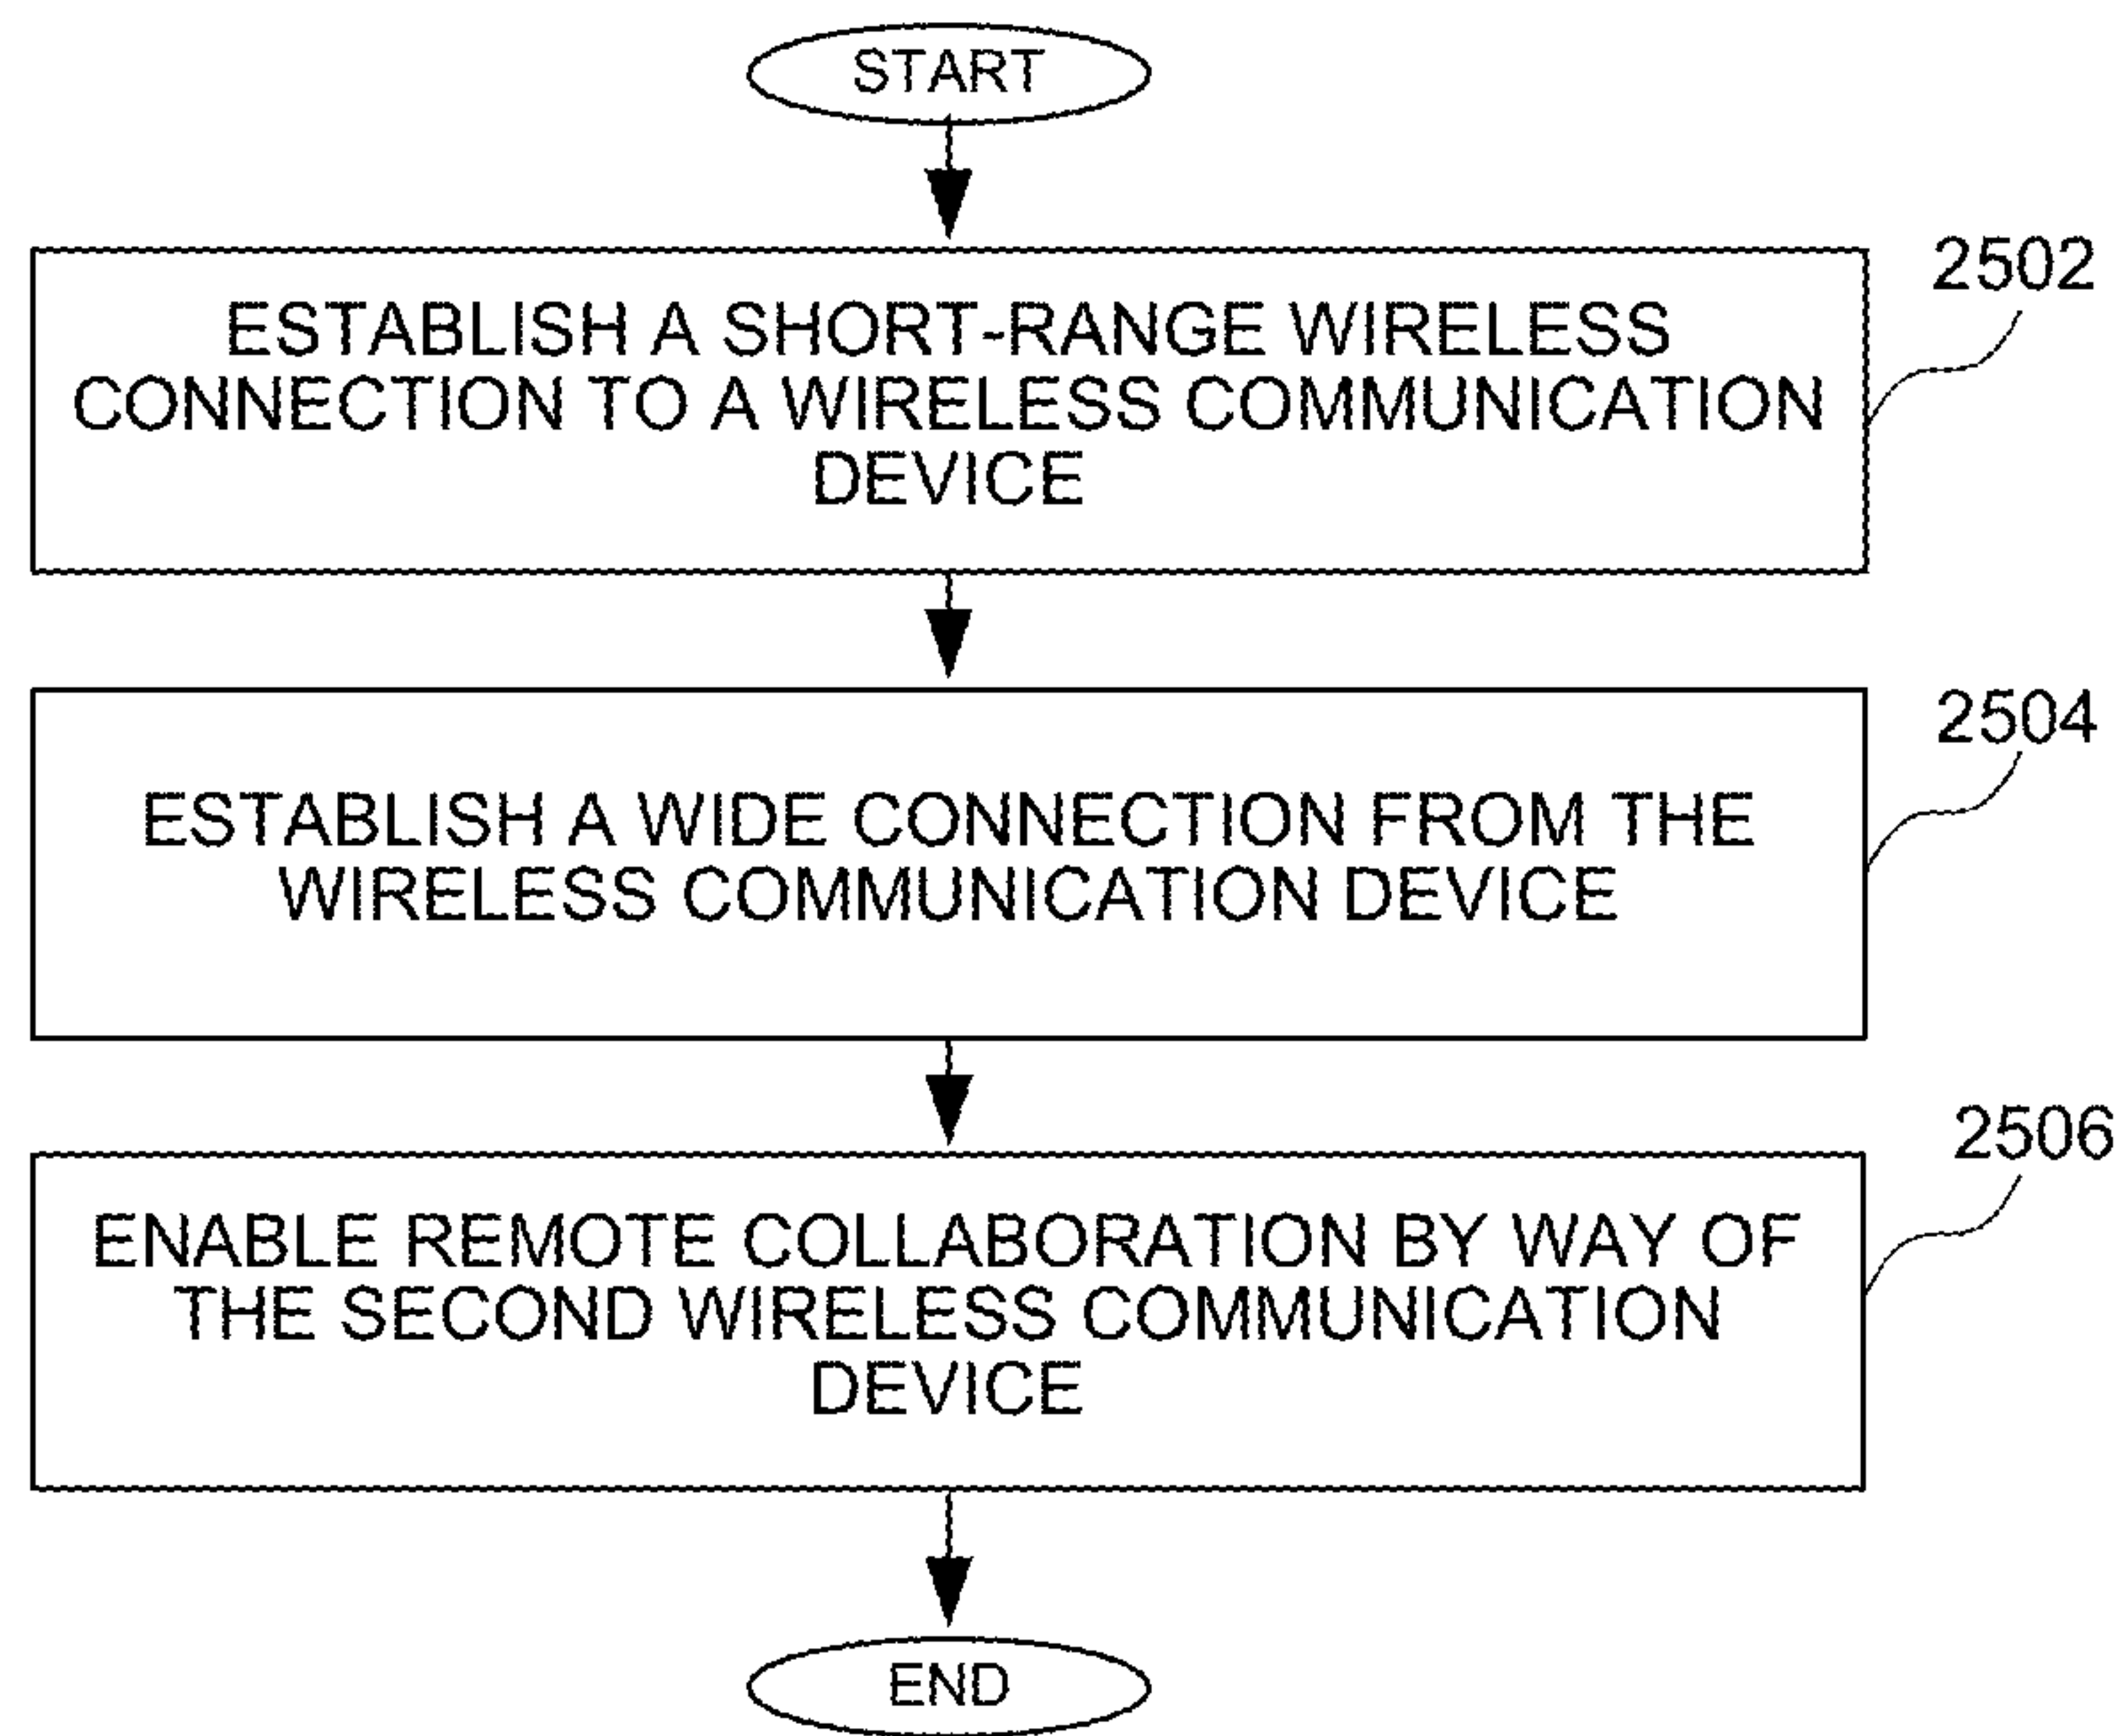 START
2502
ESTABLISH A SHORT-RANGE WIRELESS
CONNECTION TO A WIRELESS COMMUNICATION
DEVICE
2504
ESTABLISH A WIDE CONNECTION FROM THE
WIRELESS COMMUNICATION DEVICE
2506
ENABLE REMOTE COLLABORATION BY WAY OF
THE SECOND WIRELESS COMMUNICATION
DEVICE
END